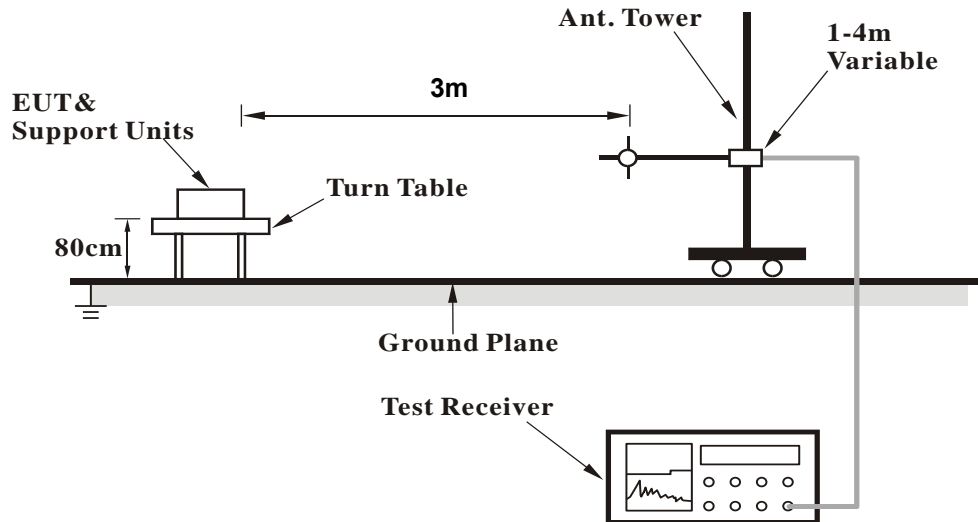 Ant. Tower
1-4m
Variable
3m
EUT&
Support Units
Turn Table
80cm
Ground Plane
Test Receiver